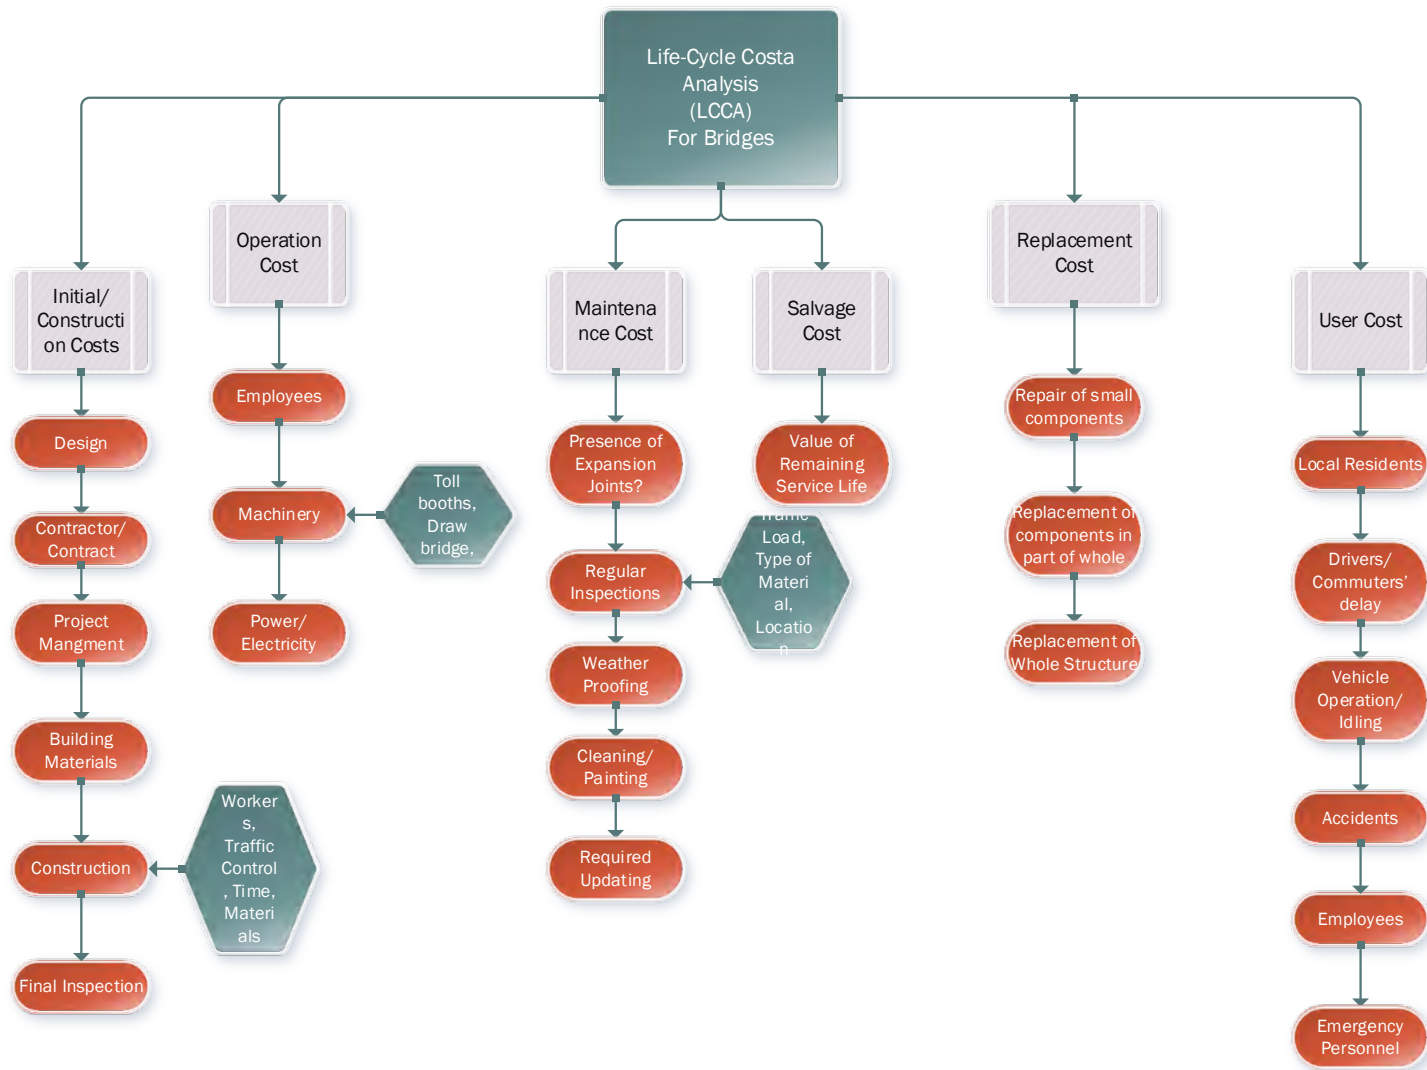 Life-Cycle Costa
Analysis
(LCCA)
For Bridges
Operation
Cost
Replacement
Cost
Initial/
Constructi
on Costs
Maintena
nce Cost
Salvage
Cost
User Cost
Employees
Repair of small
components
Design
Presence of
Expansion
Joints?
Value of
Remaining
Service Life
Local Residents
Machinery
Toll
booths,
Draw
bridge,
Contractor/
Contract
Replacement of
components in
part of whole
Regular
Inspections
Traffic
Load,
Type of
Materi
al,
Locatio
n
Drivers/
Commuters’
delay
Project
Mangment
Power/
Electricity
Weather
Proofing
Replacement of
Whole Structure
Vehicle
Operation/
Idling
Building
Materials
Cleaning/
Painting
Accidents
Construction
Worker
s,
Traffic
Control
, Time,
Materi
als
Required
Updating
Employees
Final Inspection
Emergency
Personnel